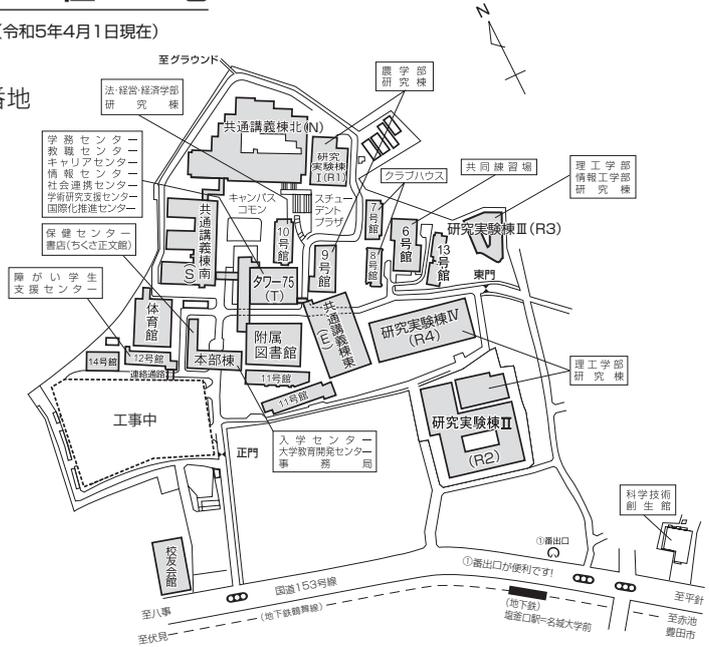 (令和5年4月1日現在)
番地
N
至グラウンド
法・経営・経済学部
研究棟
農学部
研究棟
共通講義棟北(N)
研究
実験棟
I(R1)
学務センター
教職センター
キャリアセンター
情報センター
社会連携センター
学術研究支援センター
国際化推進センター
キャンパス
コモン
スチュー
デント
プラザ
クラブハウス
共同練習場
理工学部
情報工学部
研究棟
共通講義棟南
(S)
10号館
9号館
7号館
8号館
6号館
13号館
研究実験棟Ⅲ(R3)
東門
保健センター
書店(ちくさ正文館)
タワー75
(T)
障がい学生
支援センター
体育館
共通講義棟東
(E)
研究実験棟Ⅳ
(R4)
附属
図書館
本部棟
14号館
12号館
連絡通路
11号館
11号館
理工学部
研究棟
工事中
研究実験棟Ⅱ
(R2)
正門
入学センター
大学教育開発センター
事務局
科学技術
創生館
校友会館
①番出口
①番出口が便利です!
国道153号線
至八事
至伏見
(地下鉄鶴舞線)
(地下鉄)
塩釜口駅=名城大学前
至平針
至赤池
豊田市